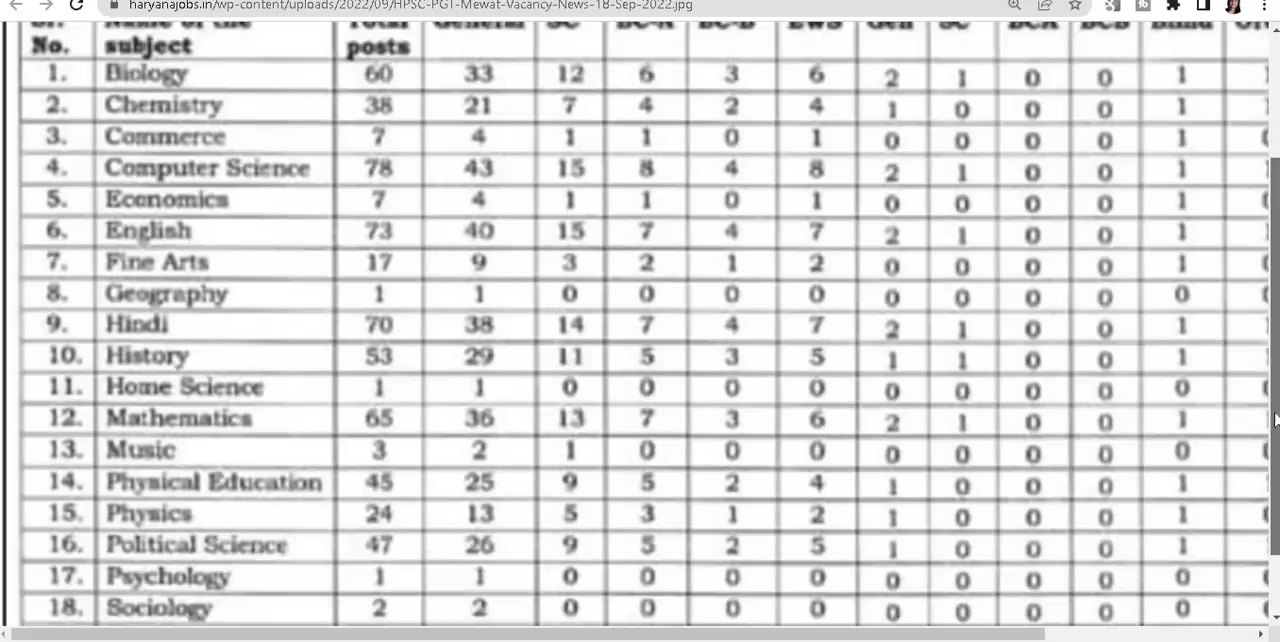 haryanajobs.in/wp-content/uploads/2022/09/HPSC-PGT-Mewat-Vacancy-News-18-Sep-2022.jpg
Sr. Name of the Total General SC BC-A BC-B EWS Gen SC BCA BCB Blind
No. subject posts
1. Biology 60 33 12 6 3 6 2 1 0 0 1
2. Chemistry 38 21 7 4 2 4 1 0 0 0 1
3. Commerce 7 4 1 1 0 1 0 0 0 0 1
4. Computer Science 78 43 15 8 4 8 2 1 0 0 1
5. Economics 7 4 1 1 0 1 0 0 0 0 1
6. English 73 40 15 7 4 7 2 1 0 0 1
7. Fine Arts 17 9 3 2 1 2 0 0 0 0 1
8. Geography 1 1 0 0 0 0 0 0 0 0 0
9. Hindi 70 38 14 7 4 7 2 1 0 0 1
10. History 53 29 11 5 3 5 1 1 0 0 1
11. Home Science 1 1 0 0 0 0 0 0 0 0 0
12. Mathematics 65 36 13 7 3 6 2 1 0 0 1
13. Music 3 2 1 0 0 0 0 0 0 0 0
14. Physical Education 45 25 9 5 2 4 1 0 0 0 1
15. Physics 24 13 5 3 1 2 1 0 0 0 1
16. Political Science 47 26 9 5 2 5 1 0 0 0 1
17. Psychology 1 1 0 0 0 0 0 0 0 0 0
18. Sociology 2 2 0 0 0 0 0 0 0 0 0